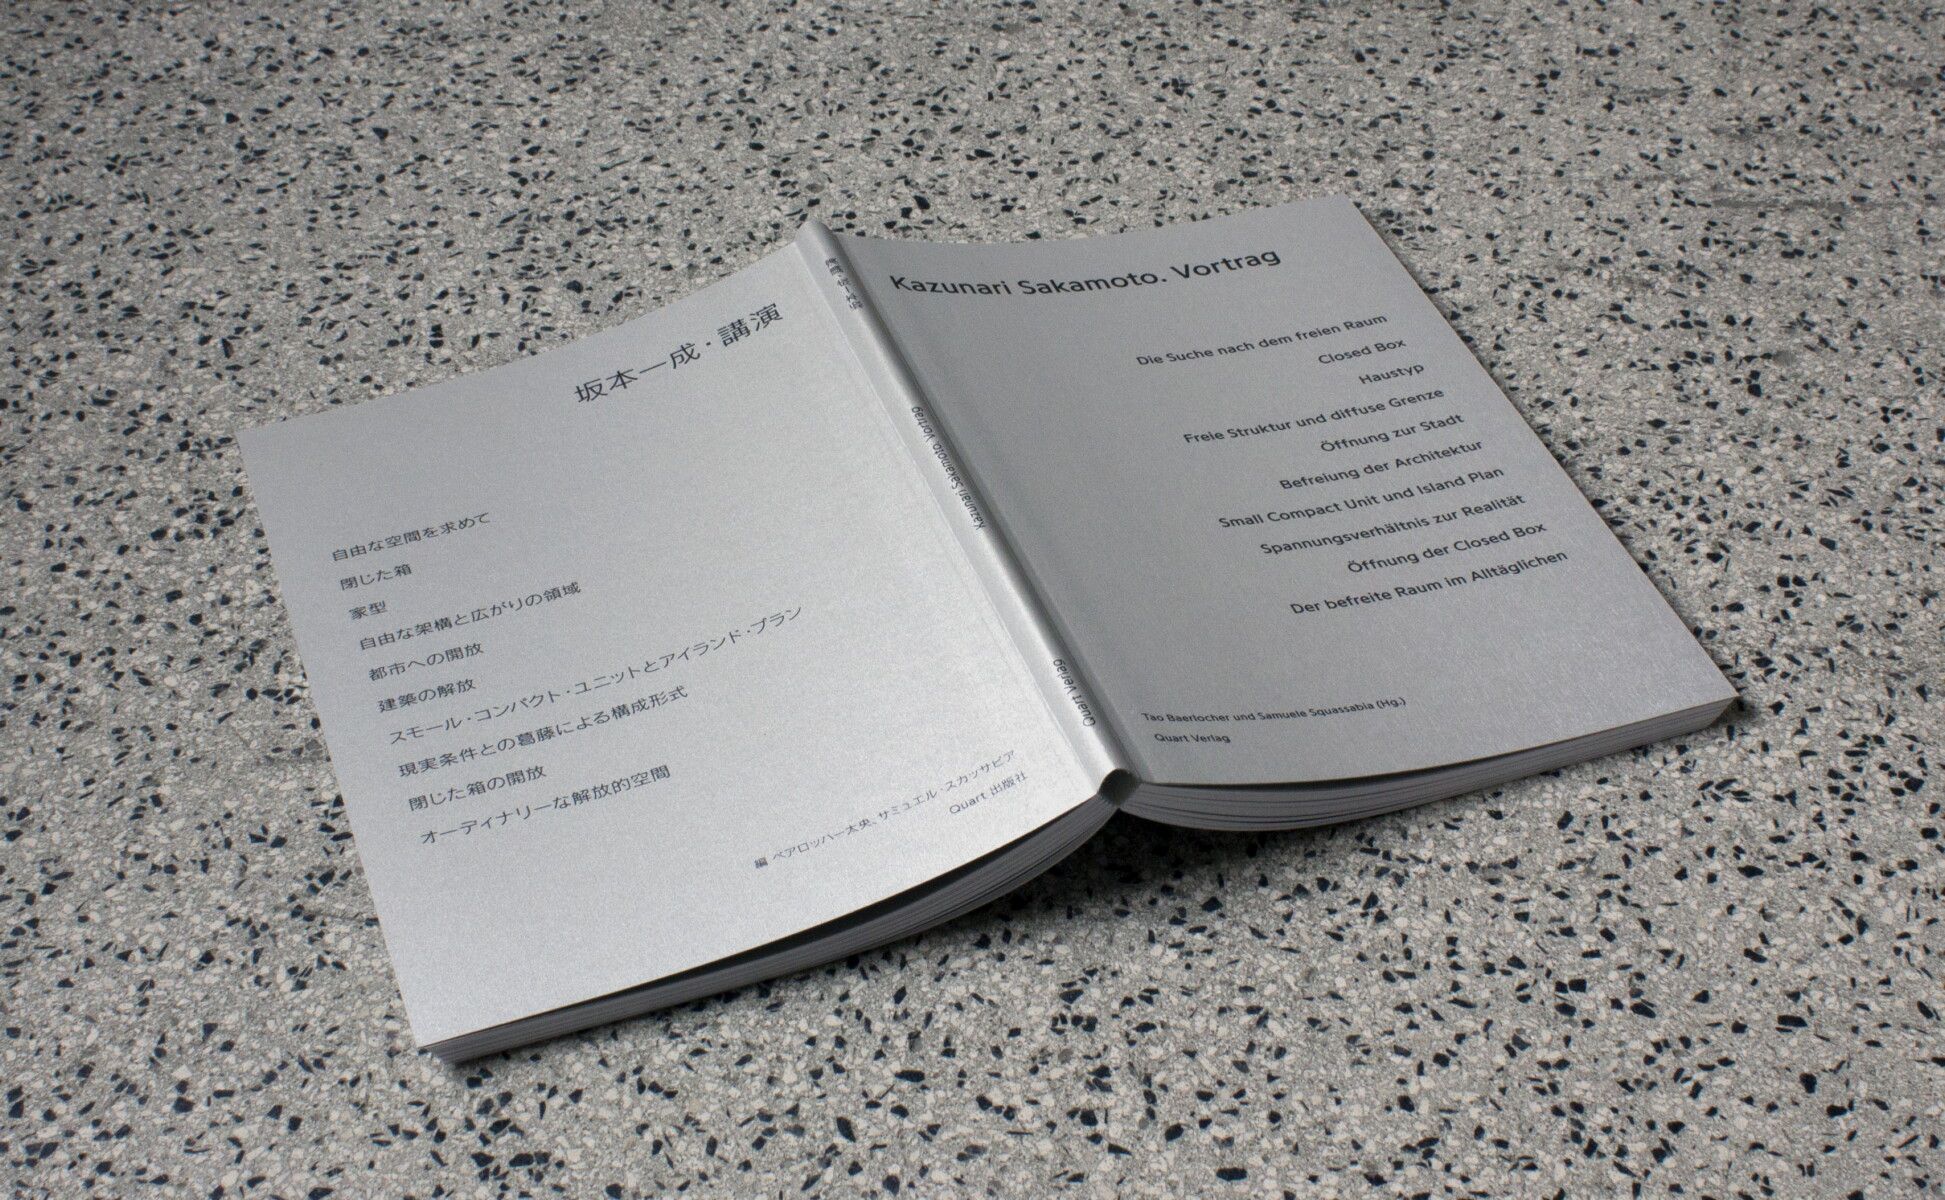 坂本一成・講演
自由な空間を求めて
閉じた箱
家型
自由な架構と広がりの領域
都市への開放
建築の解放
スモール・コンパクト・ユニットとアイランド・プラン
現実条件との葛藤による構成形式
閉じた箱の開放
オーディナリーな解放的空間
編 ベアロッハー太央、サミュエル・スカッサビア
Quart 出版社
坂本一成・講演
Kazunari Sakamoto. Vortrag
Quart Verlag
Kazunari Sakamoto. Vortrag
Die Suche nach dem freien Raum
Closed Box
Haustyp
Freie Struktur und diffuse Grenze
Öffnung zur Stadt
Befreiung der Architektur
Small Compact Unit und Island Plan
Spannungsverhältnis zur Realität
Öffnung der Closed Box
Der befreite Raum im Alltäglichen
Tao Baerlocher und Samuele Squassabia (Hg.)
Quart Verlag